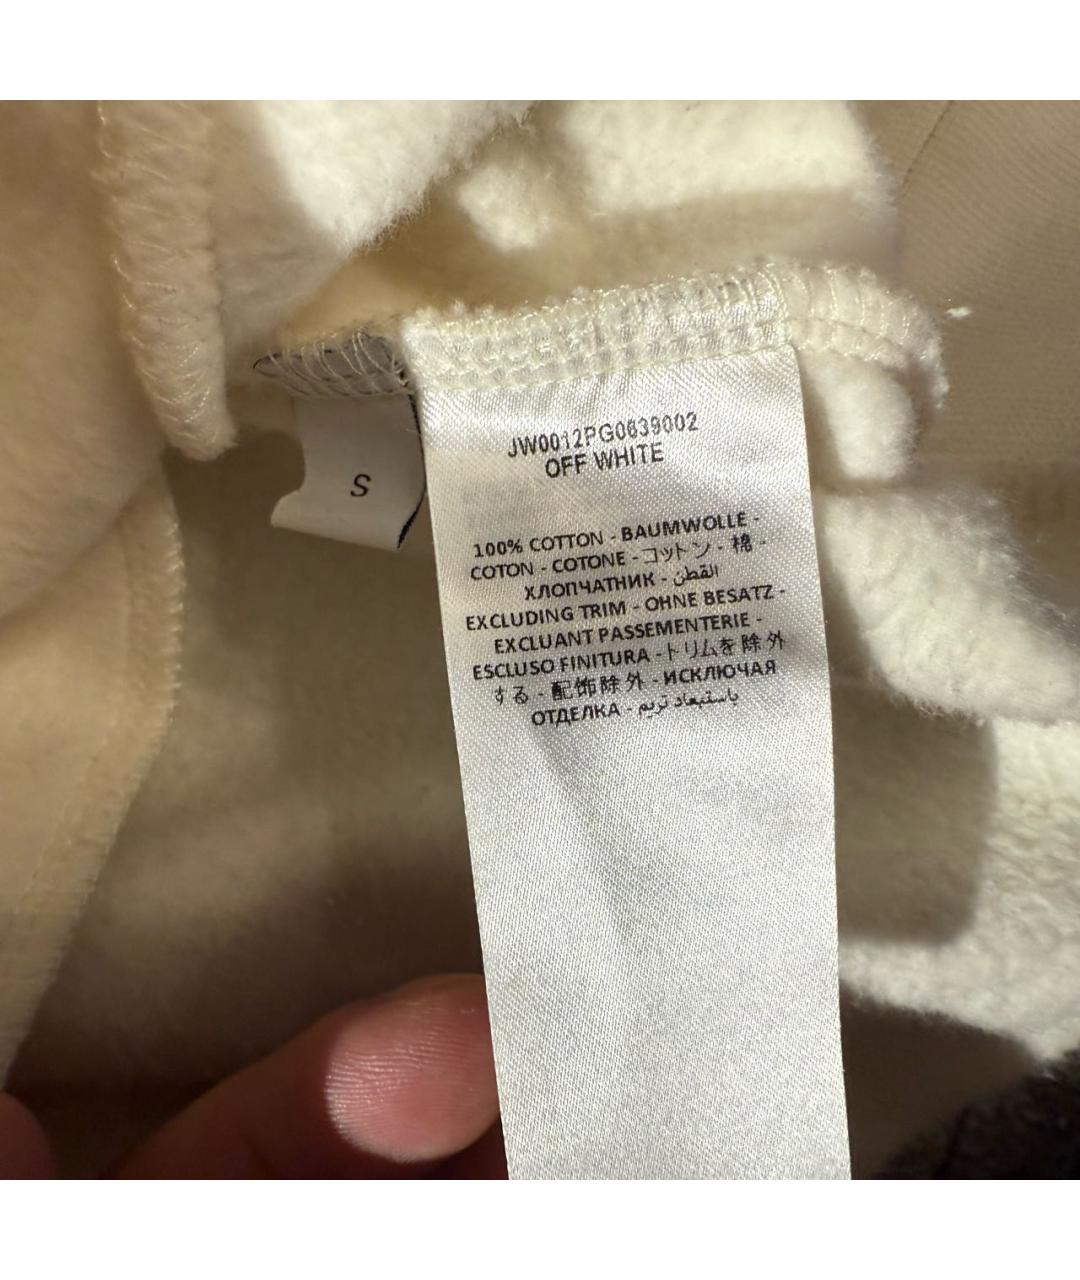 S
JW0012PG0639002
OFF WHITE
100% COTTON - BAUMWOLLE -
COTON - COTONE - コットン - 棉 -
ХЛОПЧАТНИК - القطن
EXCLUDING TRIM - OHNE BESATZ -
EXCLUANT PASSEMENTERIE -
ESCLUSO FINITURA - トリムを除外
する - 配饰除外 - ИСКЛЮЧАЯ
ОТДЕЛКА - باستبعاد تريم